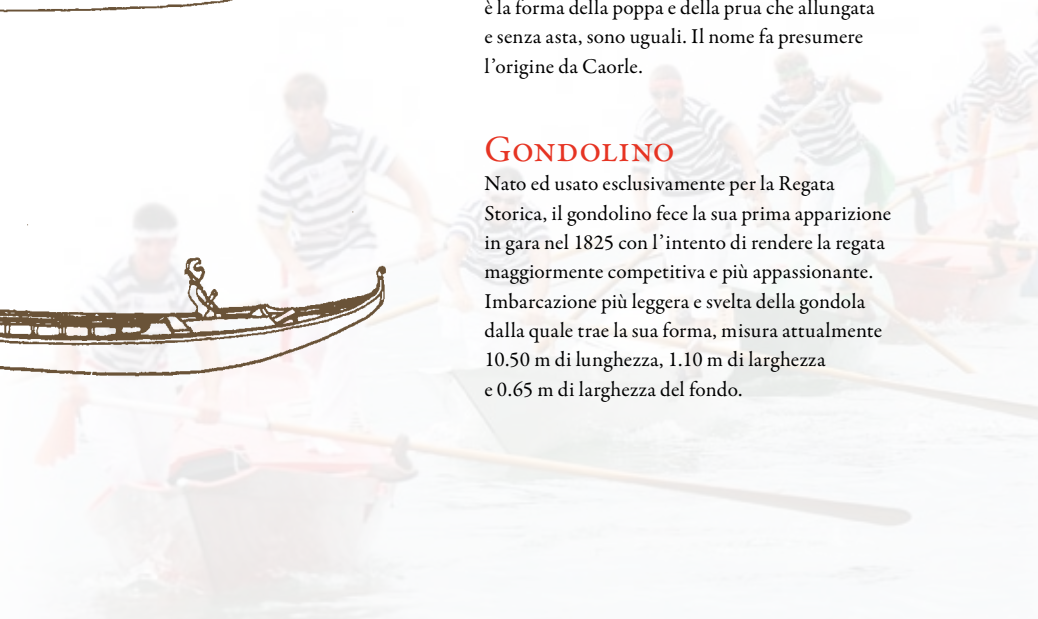 è la forma della poppa e della prua che allungata
e senza asta, sono uguali. Il nome fa presumere
l’origine da Caorle.
Gondolino
Nato ed usato esclusivamente per la Regata
Storica, il gondolino fece la sua prima apparizione
in gara nel 1825 con l’intento di rendere la regata
maggiormente competitiva e più appassionante.
Imbarcazione più leggera e svelta della gondola
dalla quale trae la sua forma, misura attualmente
10.50 m di lunghezza, 1.10 m di larghezza
e 0.65 m di larghezza del fondo.